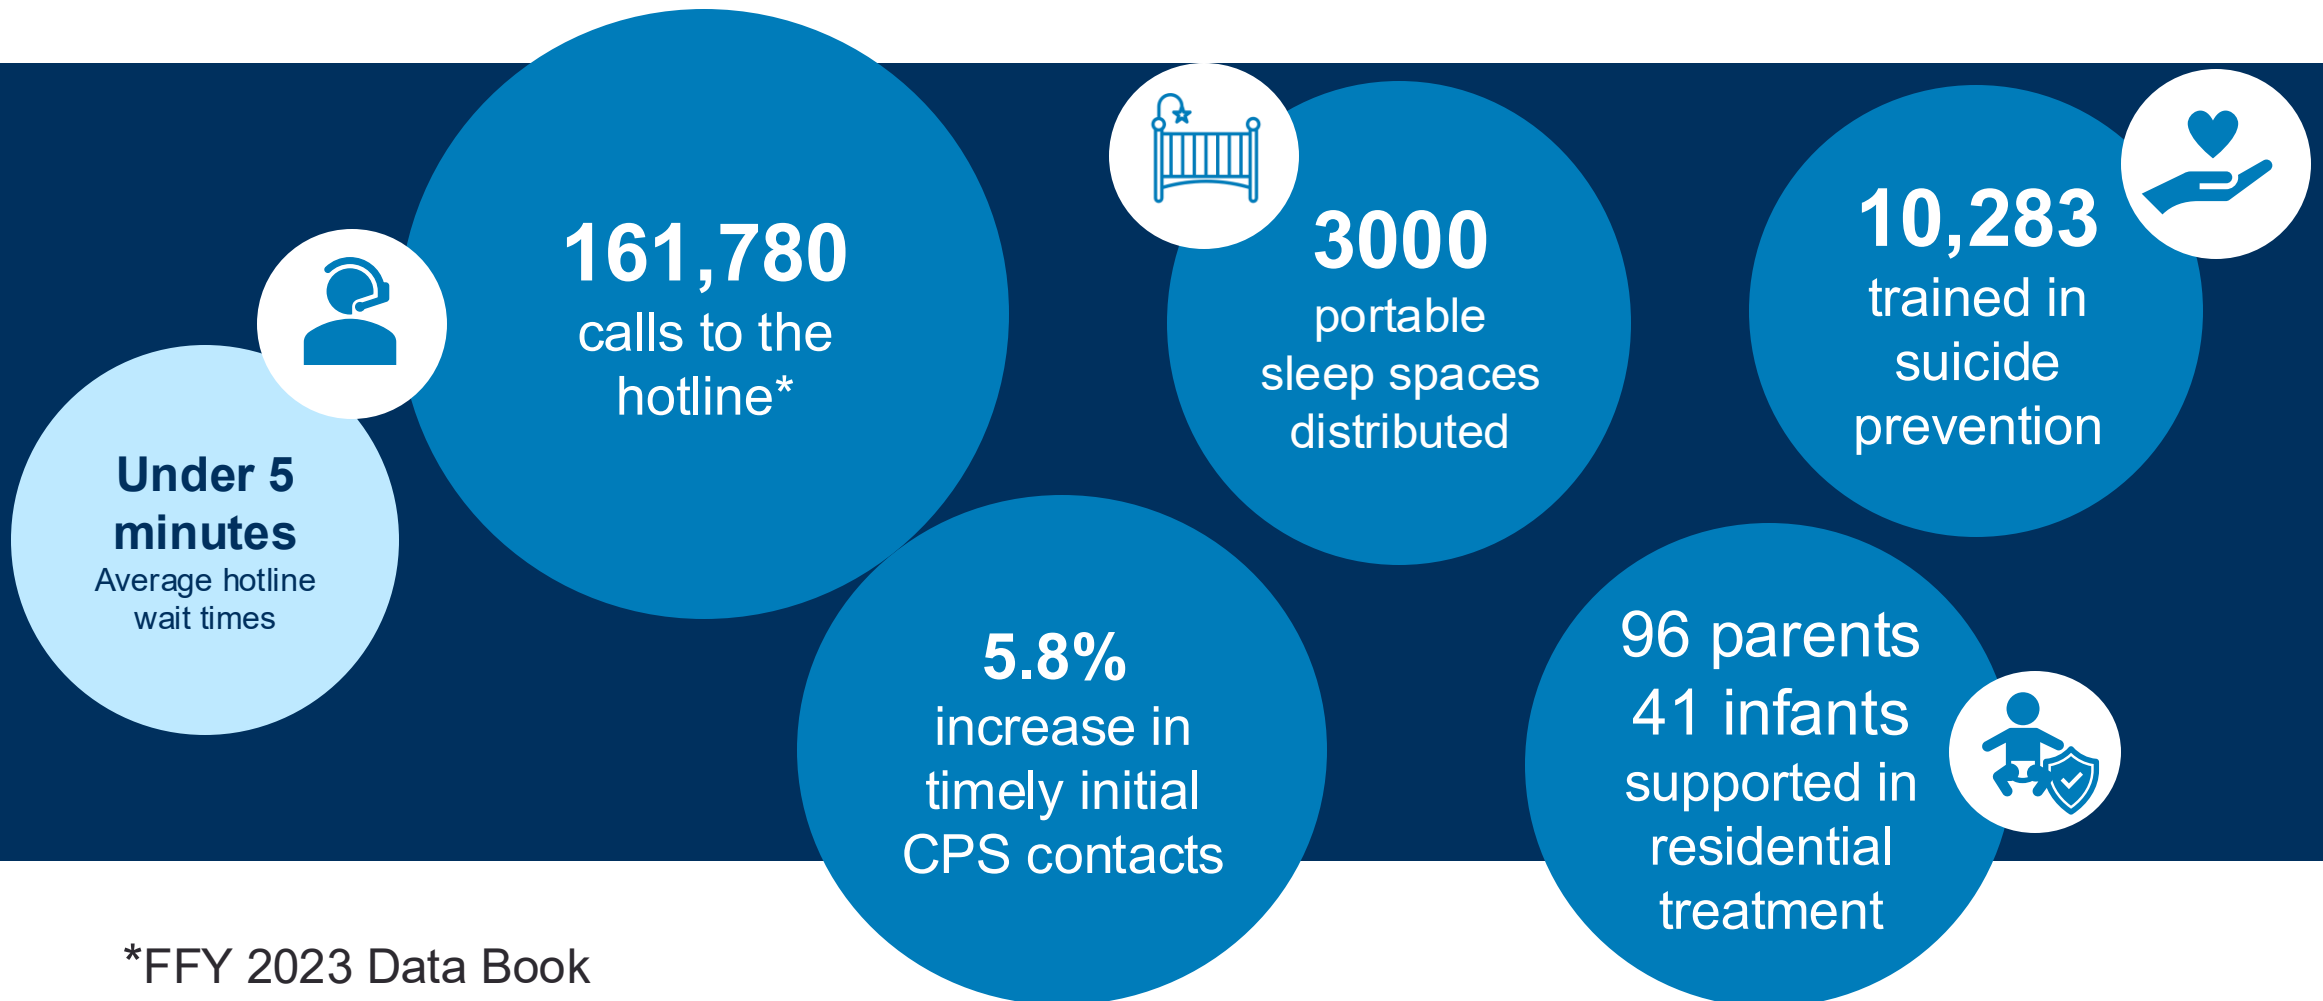 Under 5
minutes
Average hotline
wait times
161,780
calls to the
hotline*
5.8%
increase in
timely initial
CPS contacts
3000
portable
sleep spaces
distributed
10,283
trained in
suicide
prevention
96 parents
41 infants
supported in
residential
treatment
*FFY 2023 Data Book